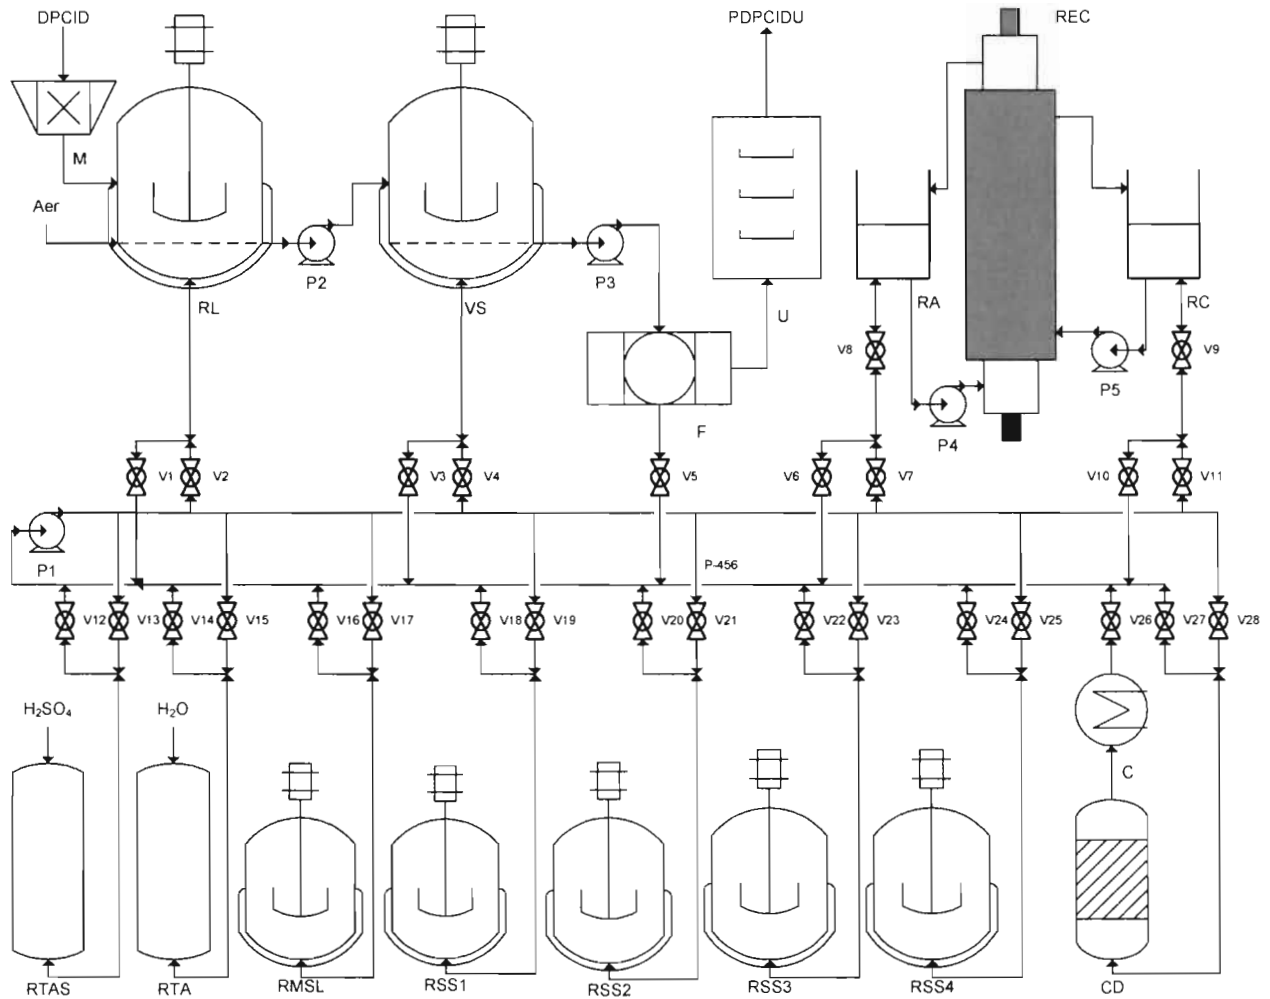 DPCID
PDPCIDU
REC
M
Aer
P2
P3
RL
VS
U
RA
RC
V8
V9
P5
P4
F
V1
V2
V3
V4
V5
V6
V7
V10
V11
P1
P-456
V12
V13
V14
V15
V16
V17
V18
V19
V20
V21
V22
V23
V24
V25
V26
V27
V28
H₂SO₄
H₂O
C
RTAS
RTA
RMSL
RSS1
RSS2
RSS3
RSS4
CD